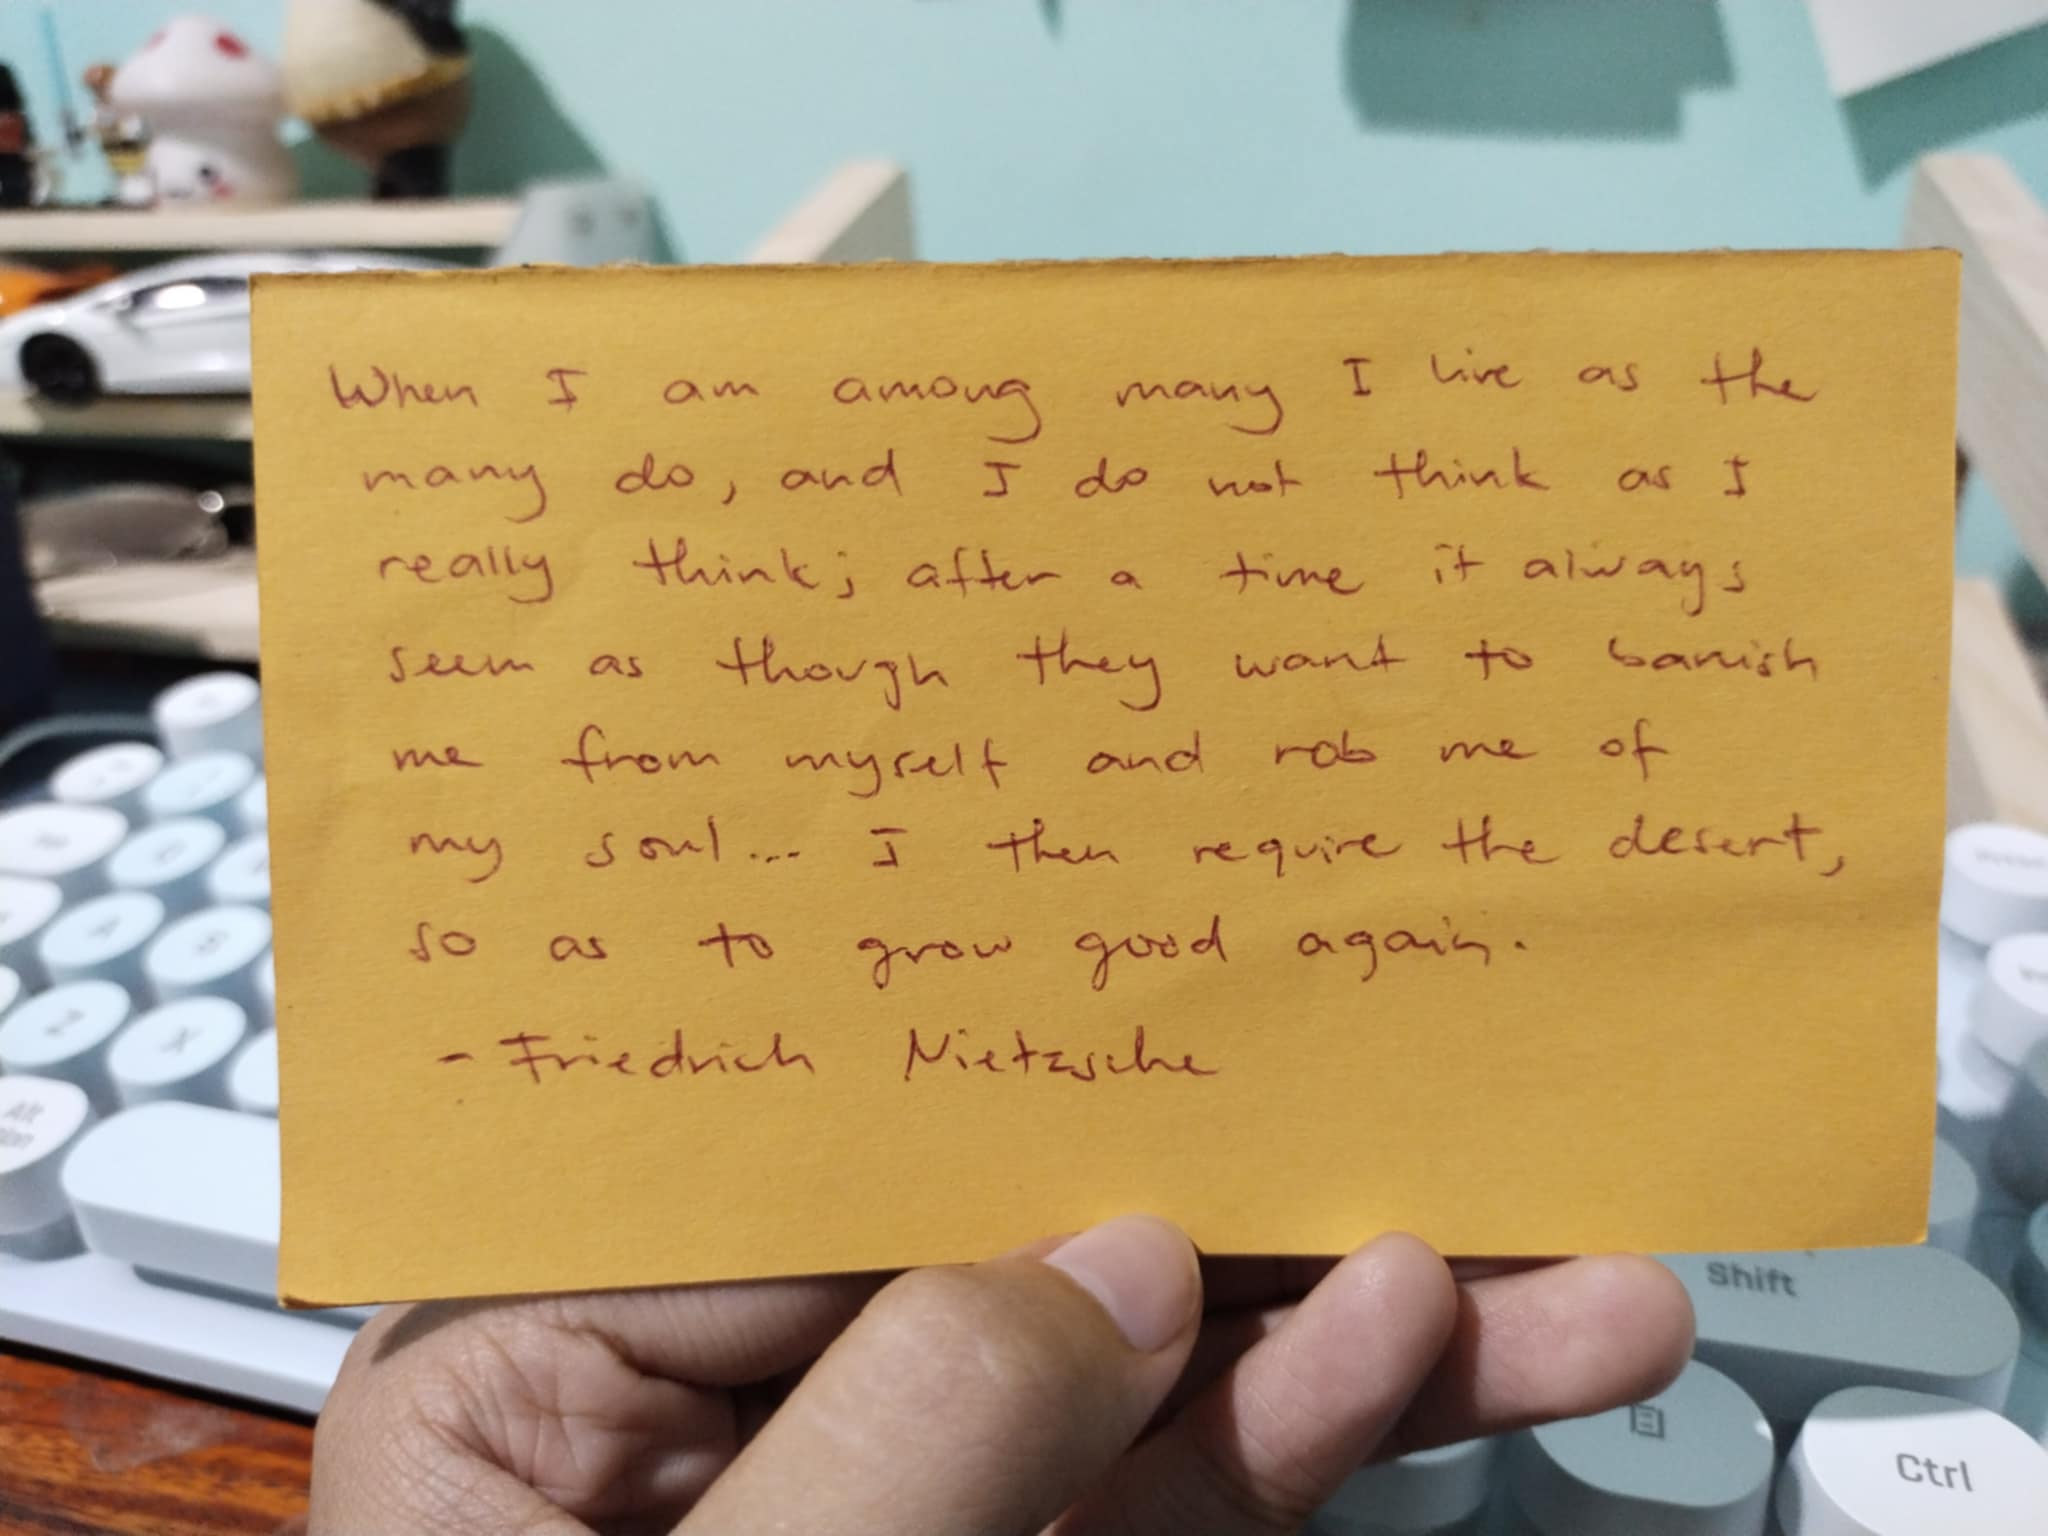 When I am among many I live as the
many do, and I do not think as I
really think; after a time it always
seem as though they want to banish
me from myself and rob me of
my soul... I then require the desert,
so as to grow good again.
- Friedrich Nietzsche
Z
X
Alt
Shift
Ctrl